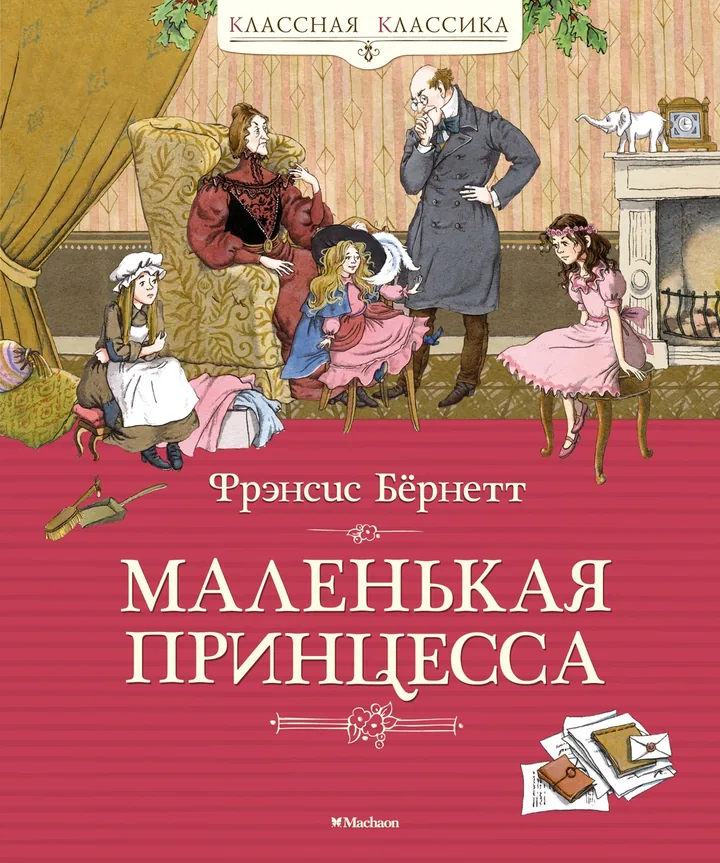 Классная Классика
Фрэнсис Бёрнетт
Маленькая
принцесса
Machaon